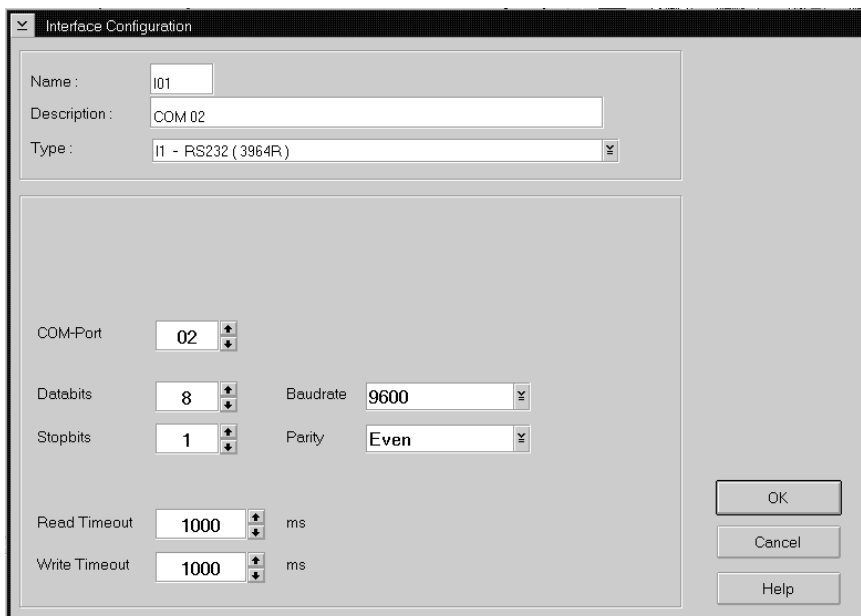 Interface Configuration
Name : I01
Description : COM 02
Type : I1 - RS232 ( 3964R )
COM-Port 02
Databits 8 Baudrate 9600
Stopbits 1 Parity Even
Read Timeout 1000 ms
Write Timeout 1000 ms
OK
Cancel
Help